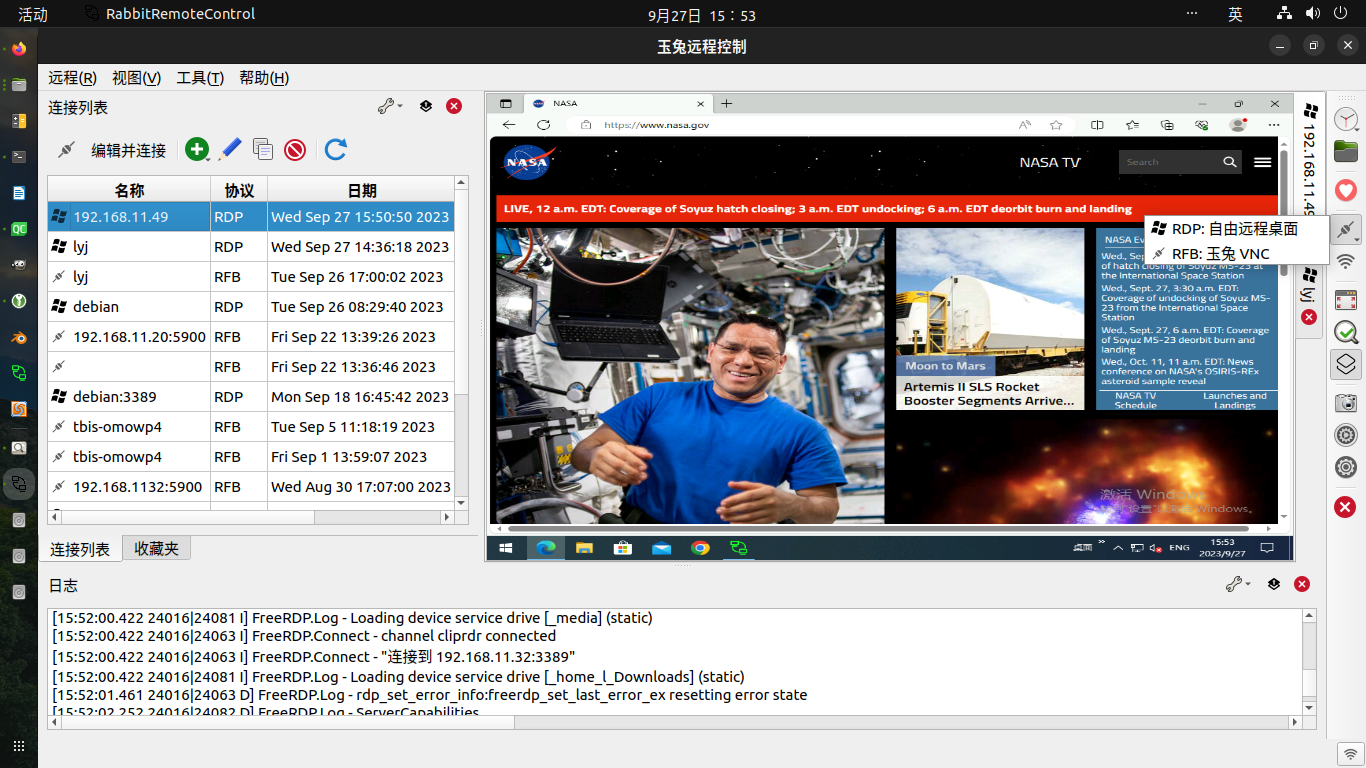 活动 RabbitRemoteControl 9月27日 15：53 英
玉兔远程控制
远程(R) 视图(V) 工具(T) 帮助(H)
连接列表
编辑并连接
名称 协议 日期
192.168.11.49 RDP Wed Sep 27 15:50:50 2023
lyj RDP Wed Sep 27 14:36:18 2023
lyj RFB Tue Sep 26 17:00:02 2023
debian RDP Tue Sep 26 08:29:40 2023
192.168.11.20:5900 RFB Fri Sep 22 13:39:26 2023
RFB Fri Sep 22 13:36:46 2023
debian:3389 RDP Mon Sep 18 16:45:42 2023
tbis-omowp4 RFB Tue Sep 5 11:18:19 2023
tbis-omowp4 RFB Fri Sep 1 13:59:07 2023
192.168.1132:5900 RFB Wed Aug 30 17:07:00 2023
连接列表 收藏夹
NASA
https://www.nasa.gov
NASA
NASA TV
Search
LIVE, 12 a.m. EDT: Coverage of Soyuz hatch closing; 3 a.m. EDT undocking; 6 a.m. EDT deorbit burn and landing
Moon to Mars
Artemis II SLS Rocket
Booster Segments Arrive...
NASA Ev
Wed., Sep
of hatch closing of Soyuz MS-23 at
the International Space Station
Wed., Sept. 27, 3:30 a.m. EDT:
Coverage of undocking of Soyuz MS-
23 from the International Space
Station
Wed., Sept. 27, 6 a.m. EDT: Coverage
of Soyuz MS-23 deorbit burn and
landing
Wed., Oct. 11, 11 a.m. EDT: News
conference on NASA's OSIRIS-REx
asteroid sample reveal
NASA TV
Schedule
Launches and
Landings
激活 Windows
Windows。
桌面 ENG 15:53
2023/9/27
192.168.11.49
lyj
RDP: 自由远程桌面
RFB: 玉兔 VNC
日志
[15:52:00.422 24016|24081 I] FreeRDP.Log - Loading device service drive [_media] (static)
[15:52:00.422 24016|24063 I] FreeRDP.Connect - channel cliprdr connected
[15:52:00.422 24016|24063 I] FreeRDP.Connect - "连接到 192.168.11.32:3389"
[15:52:00.422 24016|24081 I] FreeRDP.Log - Loading device service drive [_home_l_Downloads] (static)
[15:52:01.461 24016|24063 D] FreeRDP.Log - rdp_set_error_info:freerdp_set_last_error_ex resetting error state
[15:52:02.252 24016|24082 D] FreeRDP.Log - ServerCapabilities